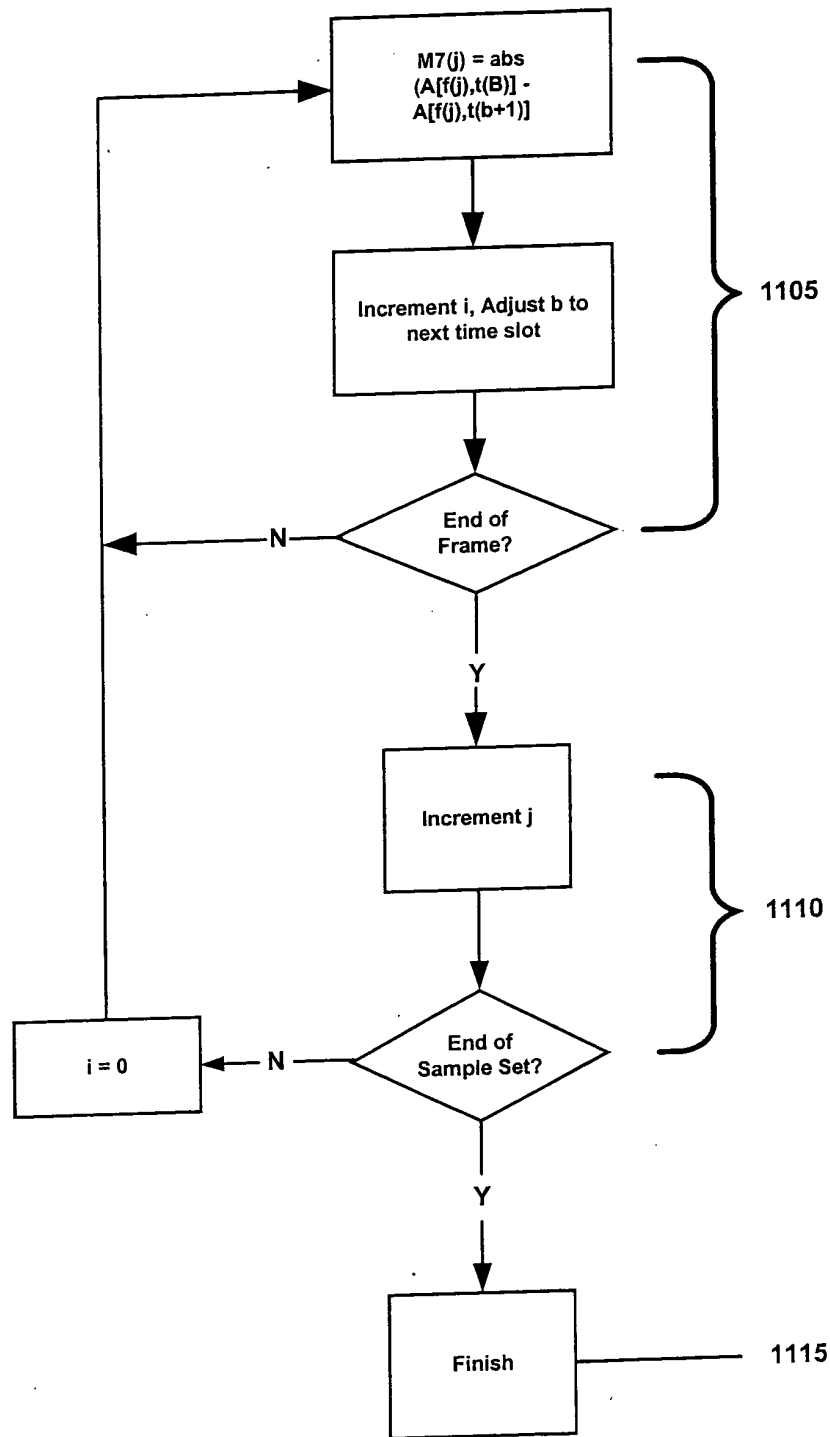 M7(j) = abs
(A[f(j),t(B)] -
A[f(j),t(b+1)]
1105
Increment i, Adjust b to
next time slot
End of
Frame?
N
Y
Increment j
1110
End of
Sample Set?
N
i = 0
Y
Finish
1115